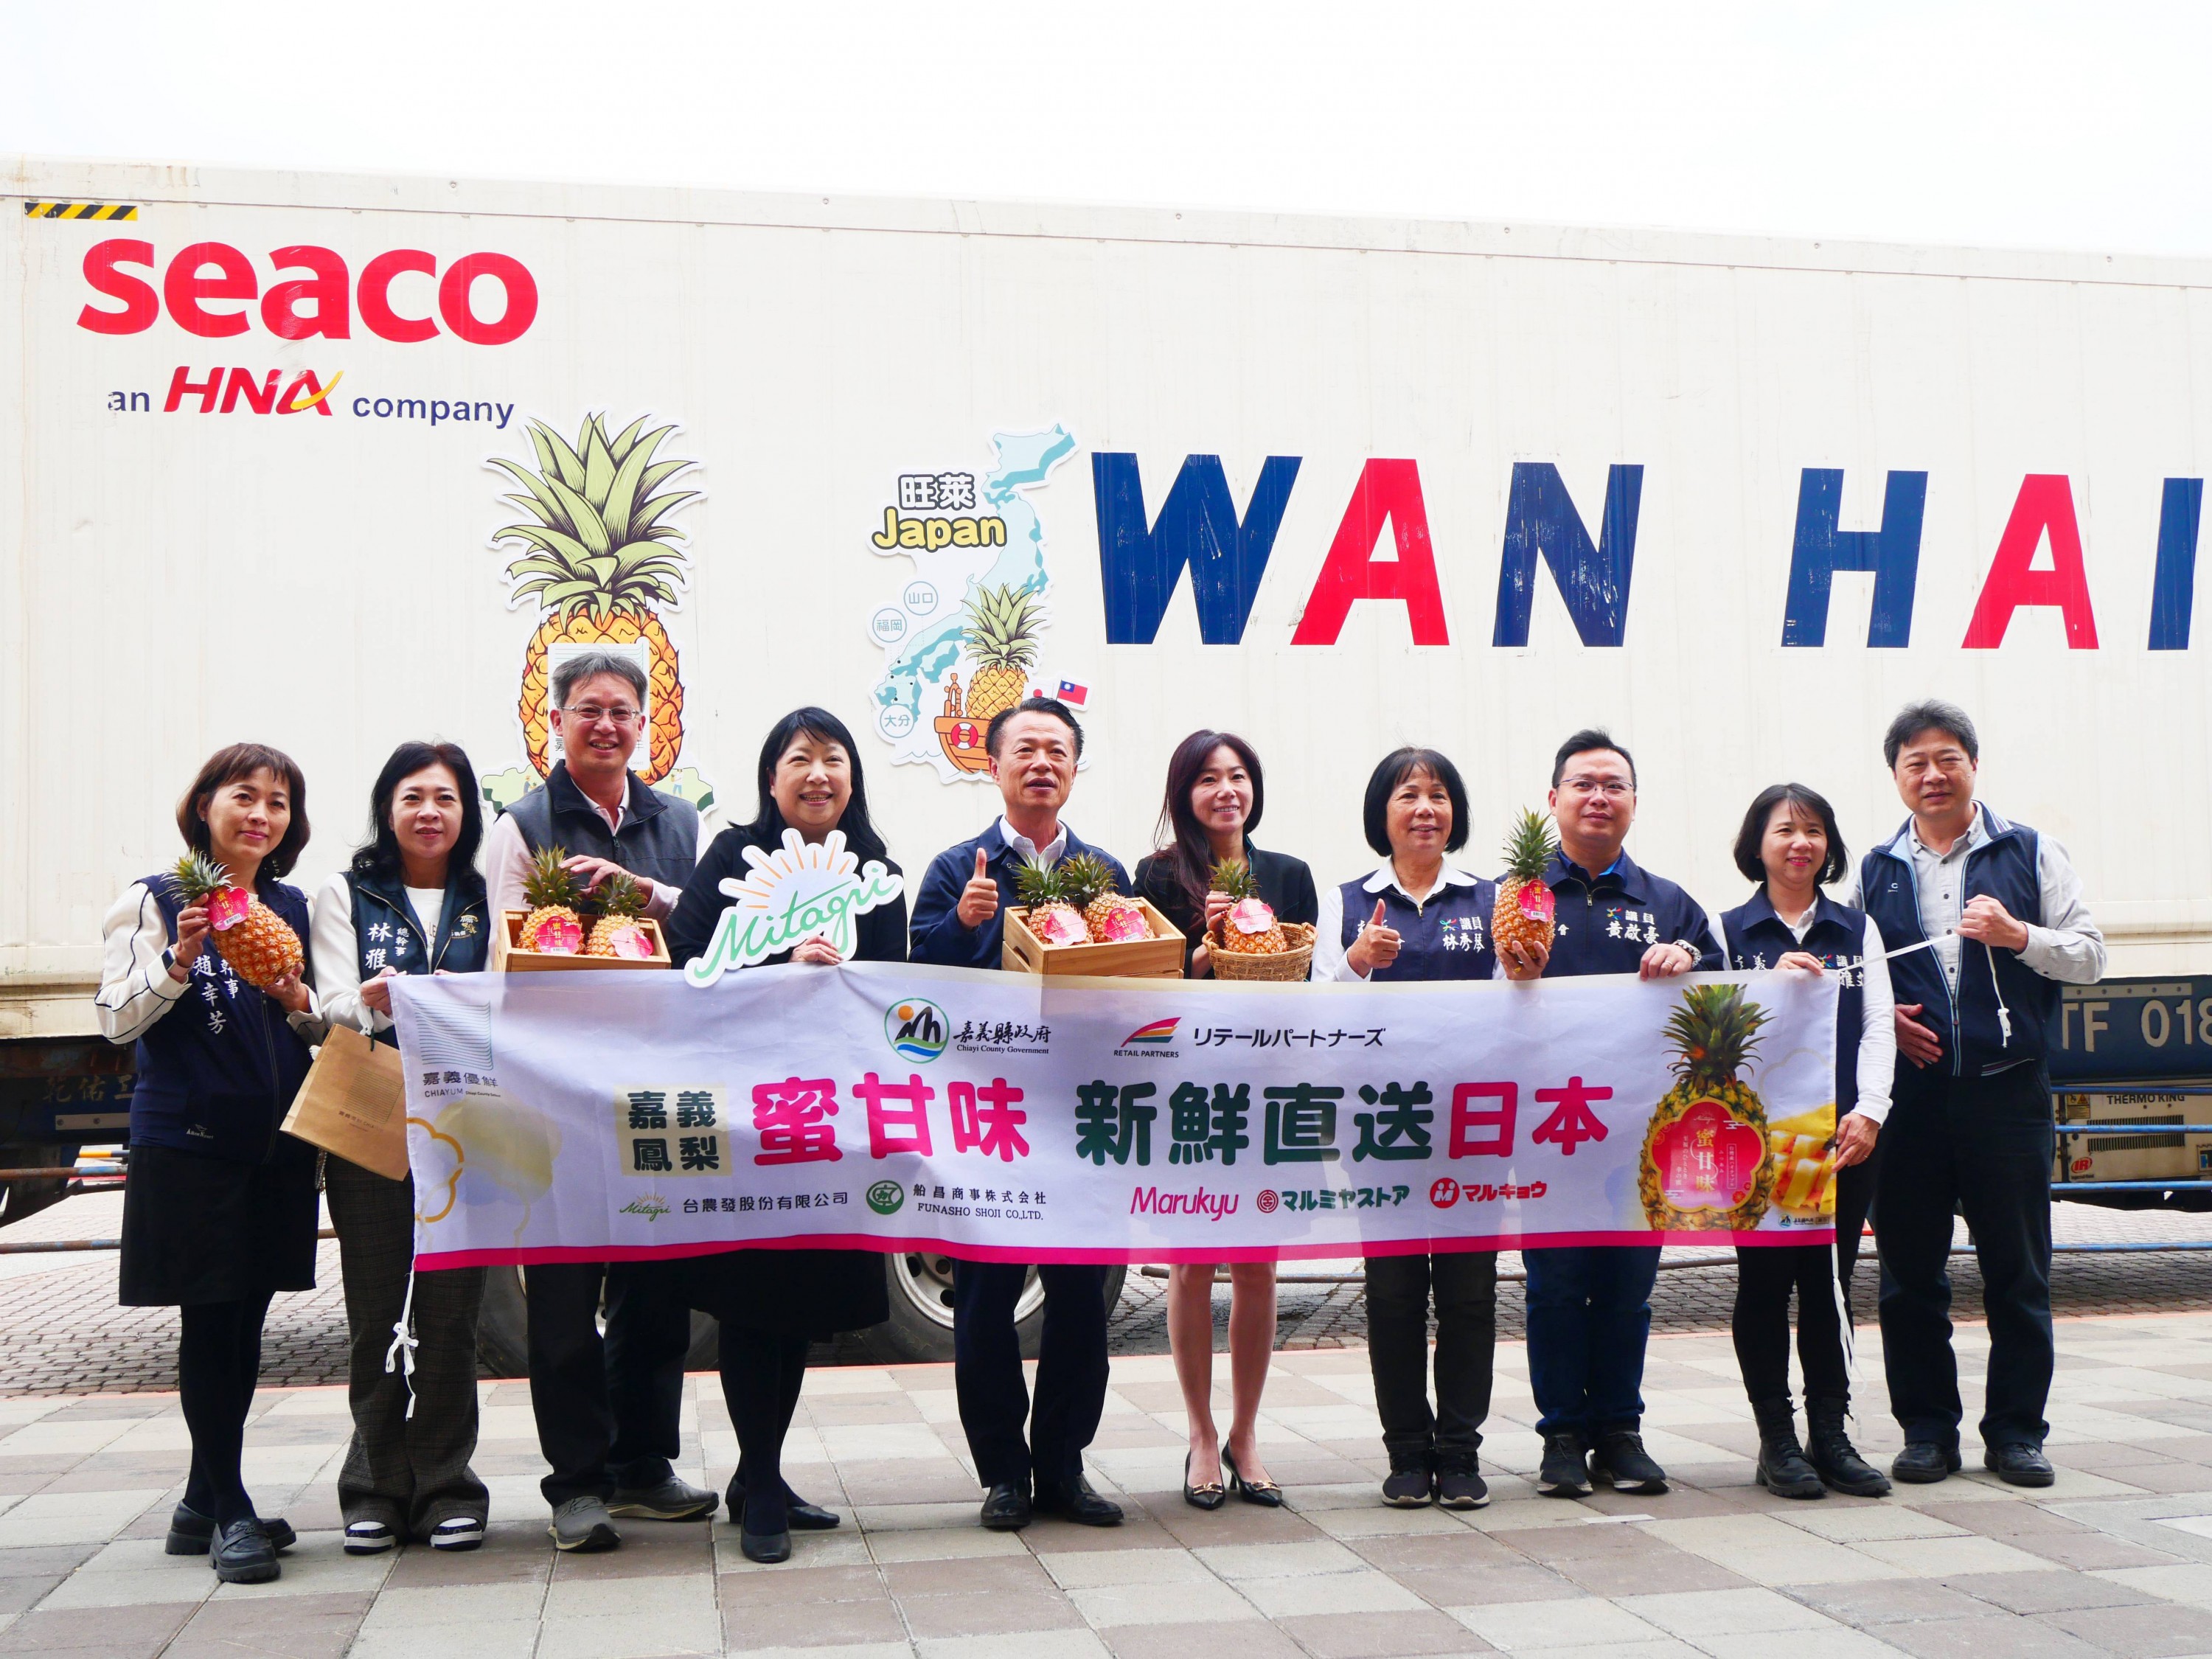 seaco
an HNA company
WAN HAI
旺萊
Japan
山口
福岡
大分
Mitagri
幹事
趙幸芳
總幹事
林雅
議員
林秀琴
議員
黃啟豪
議員
嘉義優鮮
CHIAYUM
嘉義縣政府
Chiayi County Government
RETAIL PARTNERS
リテールパートナーズ
嘉義
鳳梨
蜜甘味 新鮮直送日本
Mitagri 台農發股份有限公司
船昌商事株式会社
FUNASHO SHOJI CO.,LTD.
Marukyu
マルミヤストア
マルキョウ
蜜甘味
TF 018
THERMO KING